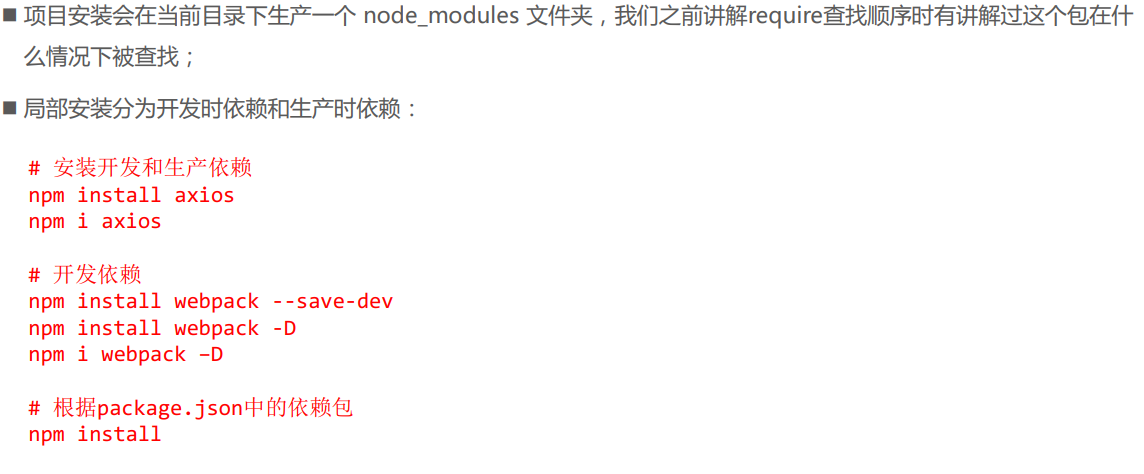 ■ 项目安装会在当前目录下生产一个 node_modules 文件夹，我们之前讲解require查找顺序时有讲解过这个包在什
么情况下被查找；
■ 局部安装分为开发时依赖和生产时依赖：
# 安装开发和生产依赖
npm install axios
npm i axios
# 开发依赖
npm install webpack --save-dev
npm install webpack -D
npm i webpack –D
# 根据package.json中的依赖包
npm install